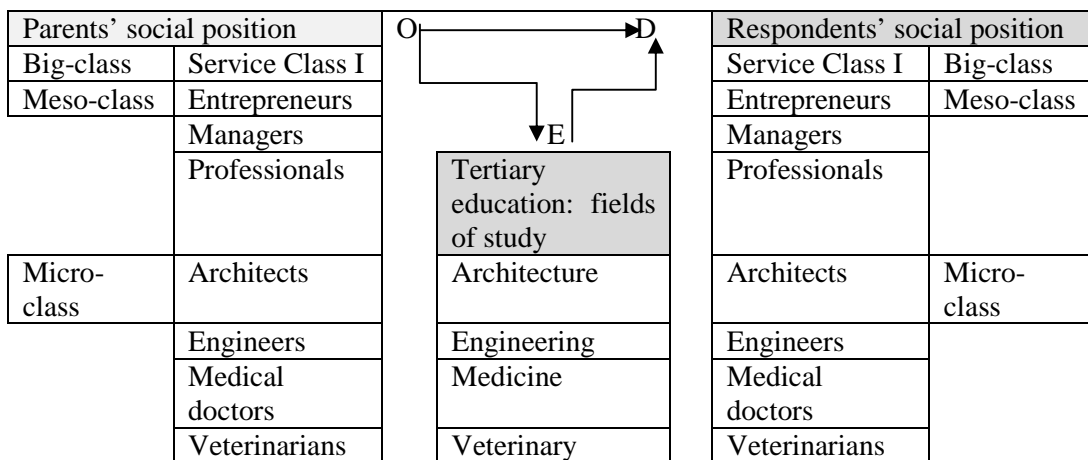 Parents’ social position O D Respondents’ social position
Big-class Service Class I Service Class I Big-class
Meso-class Entrepreneurs Entrepreneurs Meso-class
Managers E Managers
Professionals Tertiary Professionals
education: fields
of study
Micro- Architects Architecture Architects Micro-
class class
Engineers Engineering Engineers
Medical Medicine Medical
doctors doctors
Veterinarians Veterinary Veterinarians